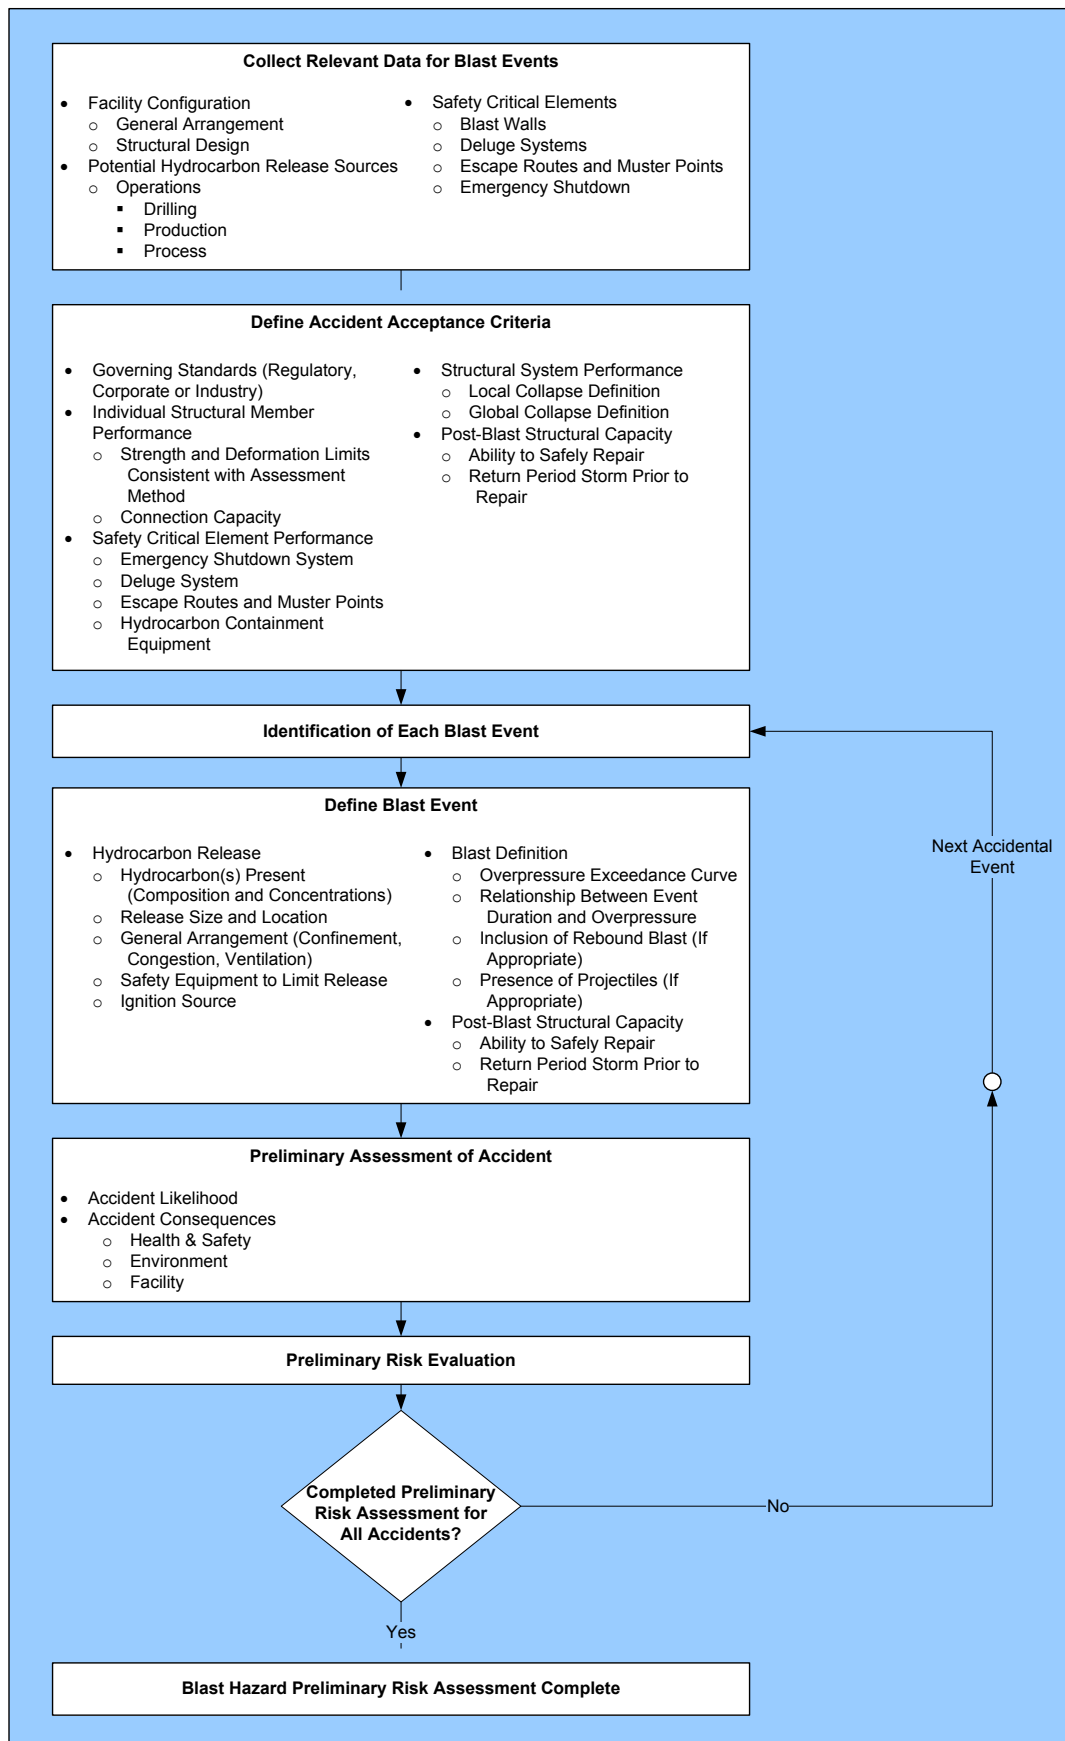 Collect Relevant Data for Blast Events
• Facility Configuration
o General Arrangement
o Structural Design
• Potential Hydrocarbon Release Sources
o Operations
▪ Drilling
▪ Production
▪ Process
• Safety Critical Elements
o Blast Walls
o Deluge Systems
o Escape Routes and Muster Points
o Emergency Shutdown
Define Accident Acceptance Criteria
• Governing Standards (Regulatory,
Corporate or Industry)
• Individual Structural Member
Performance
o Strength and Deformation Limits
Consistent with Assessment
Method
o Connection Capacity
• Safety Critical Element Performance
o Emergency Shutdown System
o Deluge System
o Escape Routes and Muster Points
o Hydrocarbon Containment
Equipment
• Structural System Performance
o Local Collapse Definition
o Global Collapse Definition
• Post-Blast Structural Capacity
o Ability to Safely Repair
o Return Period Storm Prior to
Repair
Identification of Each Blast Event
Define Blast Event
• Hydrocarbon Release
o Hydrocarbon(s) Present
(Composition and Concentrations)
o Release Size and Location
o General Arrangement (Confinement,
Congestion, Ventilation)
o Safety Equipment to Limit Release
o Ignition Source
• Blast Definition
o Overpressure Exceedance Curve
o Relationship Between Event
Duration and Overpressure
o Inclusion of Rebound Blast (If
Appropriate)
o Presence of Projectiles (If
Appropriate)
• Post-Blast Structural Capacity
o Ability to Safely Repair
o Return Period Storm Prior to
Repair
Next Accidental
Event
Preliminary Assessment of Accident
• Accident Likelihood
• Accident Consequences
o Health & Safety
o Environment
o Facility
Preliminary Risk Evaluation
Completed Preliminary
Risk Assessment for
All Accidents?
No
Yes
Blast Hazard Preliminary Risk Assessment Complete